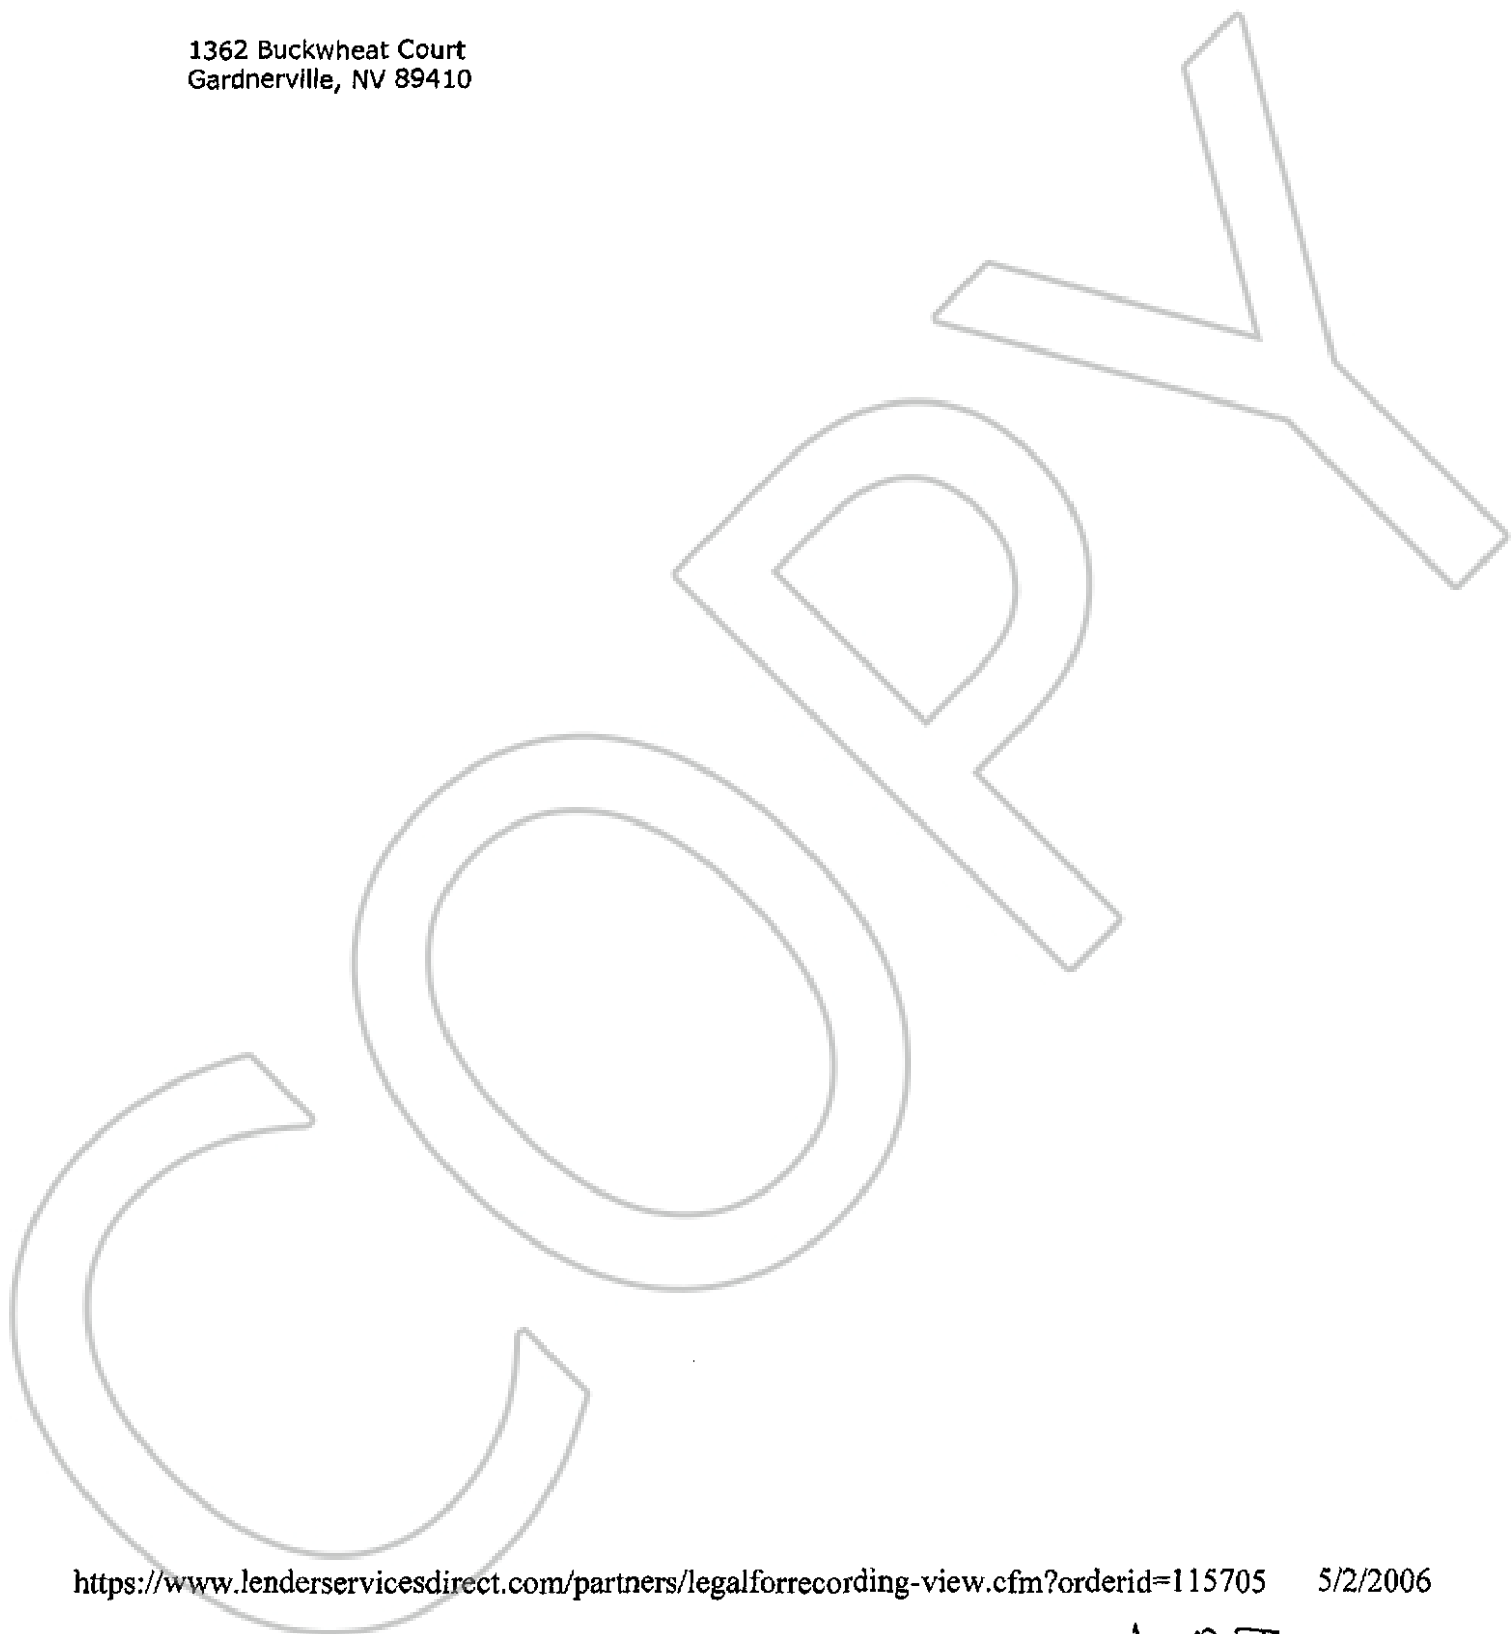 1362 Buckwheat Court
Gardnerville, NV 89410
COPY
https://www.lenderservicesdirect.com/partners/legalforrecording-view.cfm?orderid=115705 5/2/2006